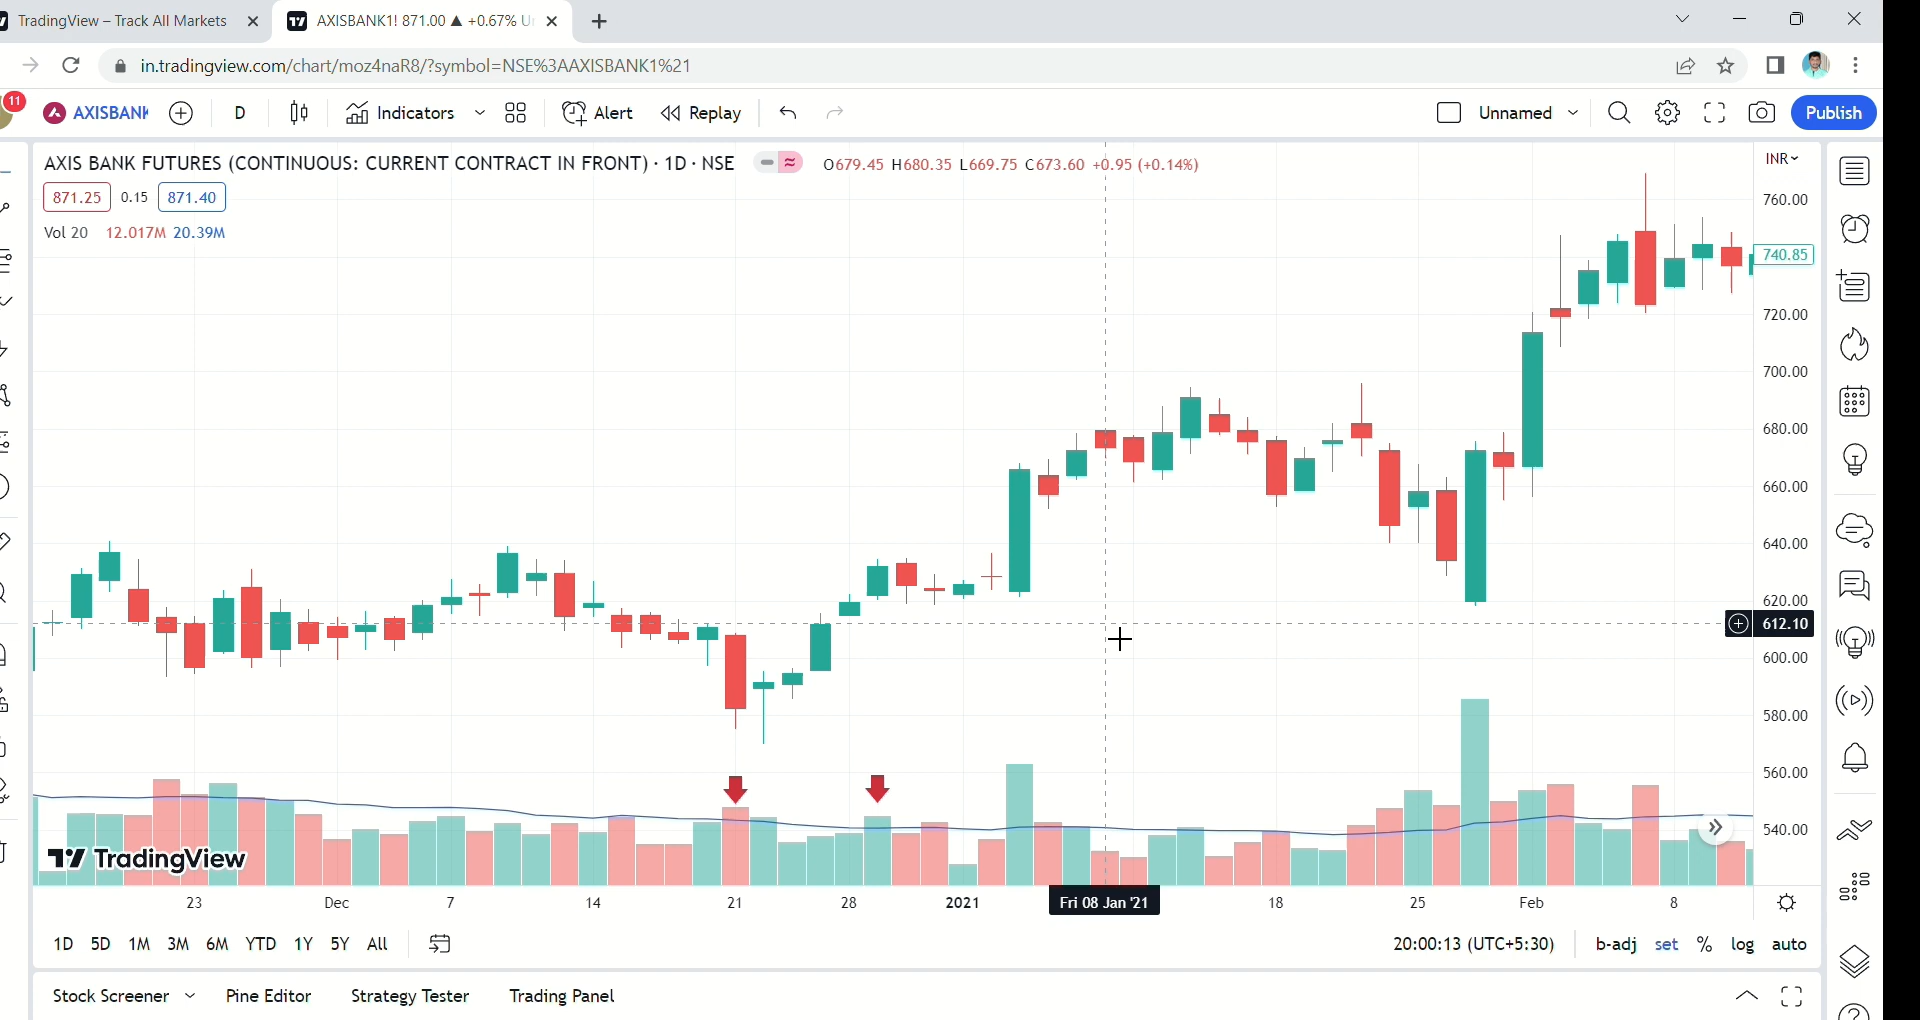 TradingView – Track All Markets
AXISBANK1! 871.00 ▲ +0.67%
in.tradingview.com/chart/moz4naR8/?symbol=NSE%3AAXISBANK1%21
11
AXISBANK
D
Indicators
Alert
Replay
Unnamed
Publish
AXIS BANK FUTURES (CONTINUOUS: CURRENT CONTRACT IN FRONT) · 1D · NSE
O679.45 H680.35 L669.75 C673.60 +0.95 (+0.14%)
INR
871.25 0.15 871.40
Vol 20 12.017M 20.39M
760.00
740.85
720.00
700.00
680.00
660.00
640.00
620.00
612.10
600.00
580.00
560.00
540.00
TradingView
23 Dec 7 14 21 28 2021 Fri 08 Jan '21 18 25 Feb 8
1D 5D 1M 3M 6M YTD 1Y 5Y All
20:00:13 (UTC+5:30) b-adj set % log auto
Stock Screener Pine Editor Strategy Tester Trading Panel